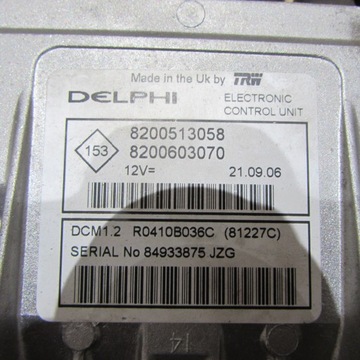 Made in the Uk by TRW
DELPHI ELECTRONIC
CONTROL UNIT
8200513058
153 8200603070
12V= 21.09.06
DCM1.2 R0410B036C (81227C)
SERIAL No 84933875 JZG
14